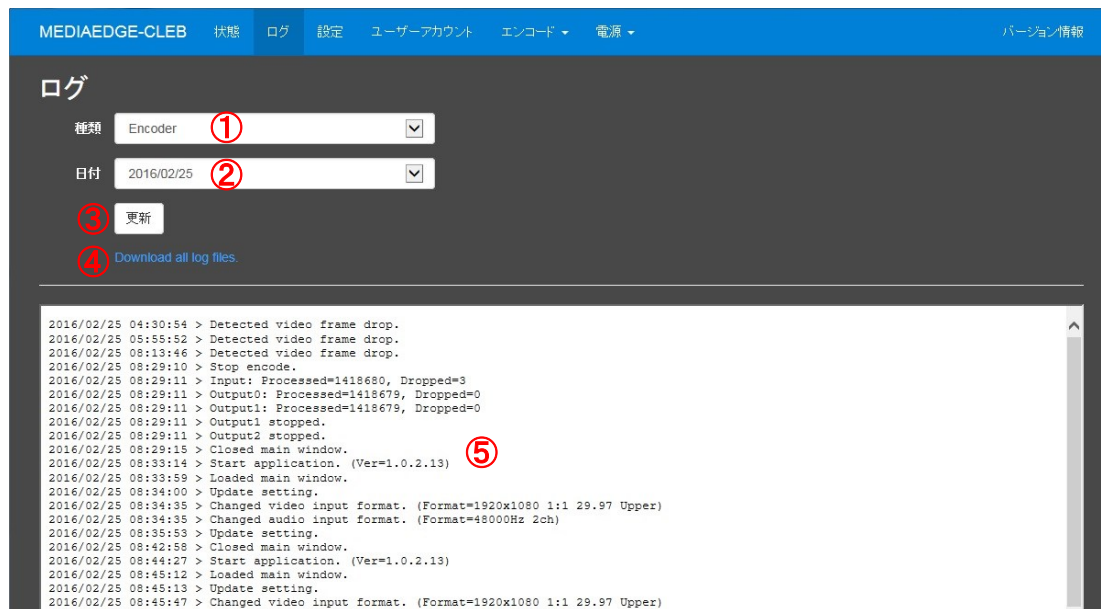 MEDIAEDGE-CLEB 状態 ログ 設定 ユーザーアカウント エンコード 電源 バージョン情報
ログ
種類 Encoder ①
日付 2016/02/25 ②
③ 更新
④ Download all log files.
2016/02/25 04:30:54 > Detected video frame drop.
2016/02/25 05:55:52 > Detected video frame drop.
2016/02/25 08:13:46 > Detected video frame drop.
2016/02/25 08:29:10 > Stop encode.
2016/02/25 08:29:11 > Input: Processed=1418680, Dropped=3
2016/02/25 08:29:11 > Output0: Processed=1418679, Dropped=0
2016/02/25 08:29:11 > Output1: Processed=1418679, Dropped=0
2016/02/25 08:29:11 > Output1 stopped.
2016/02/25 08:29:11 > Output2 stopped.
2016/02/25 08:29:15 > Closed main window.
⑤
2016/02/25 08:33:14 > Start application. (Ver=1.0.2.13)
2016/02/25 08:33:59 > Loaded main window.
2016/02/25 08:34:00 > Update setting.
2016/02/25 08:34:35 > Changed video input format. (Format=1920x1080 1:1 29.97 Upper)
2016/02/25 08:34:35 > Changed audio input format. (Format=48000Hz 2ch)
2016/02/25 08:35:53 > Update setting.
2016/02/25 08:42:58 > Closed main window.
2016/02/25 08:44:27 > Start application. (Ver=1.0.2.13)
2016/02/25 08:45:12 > Loaded main window.
2016/02/25 08:45:13 > Update setting.
2016/02/25 08:45:47 > Changed video input format. (Format=1920x1080 1:1 29.97 Upper)